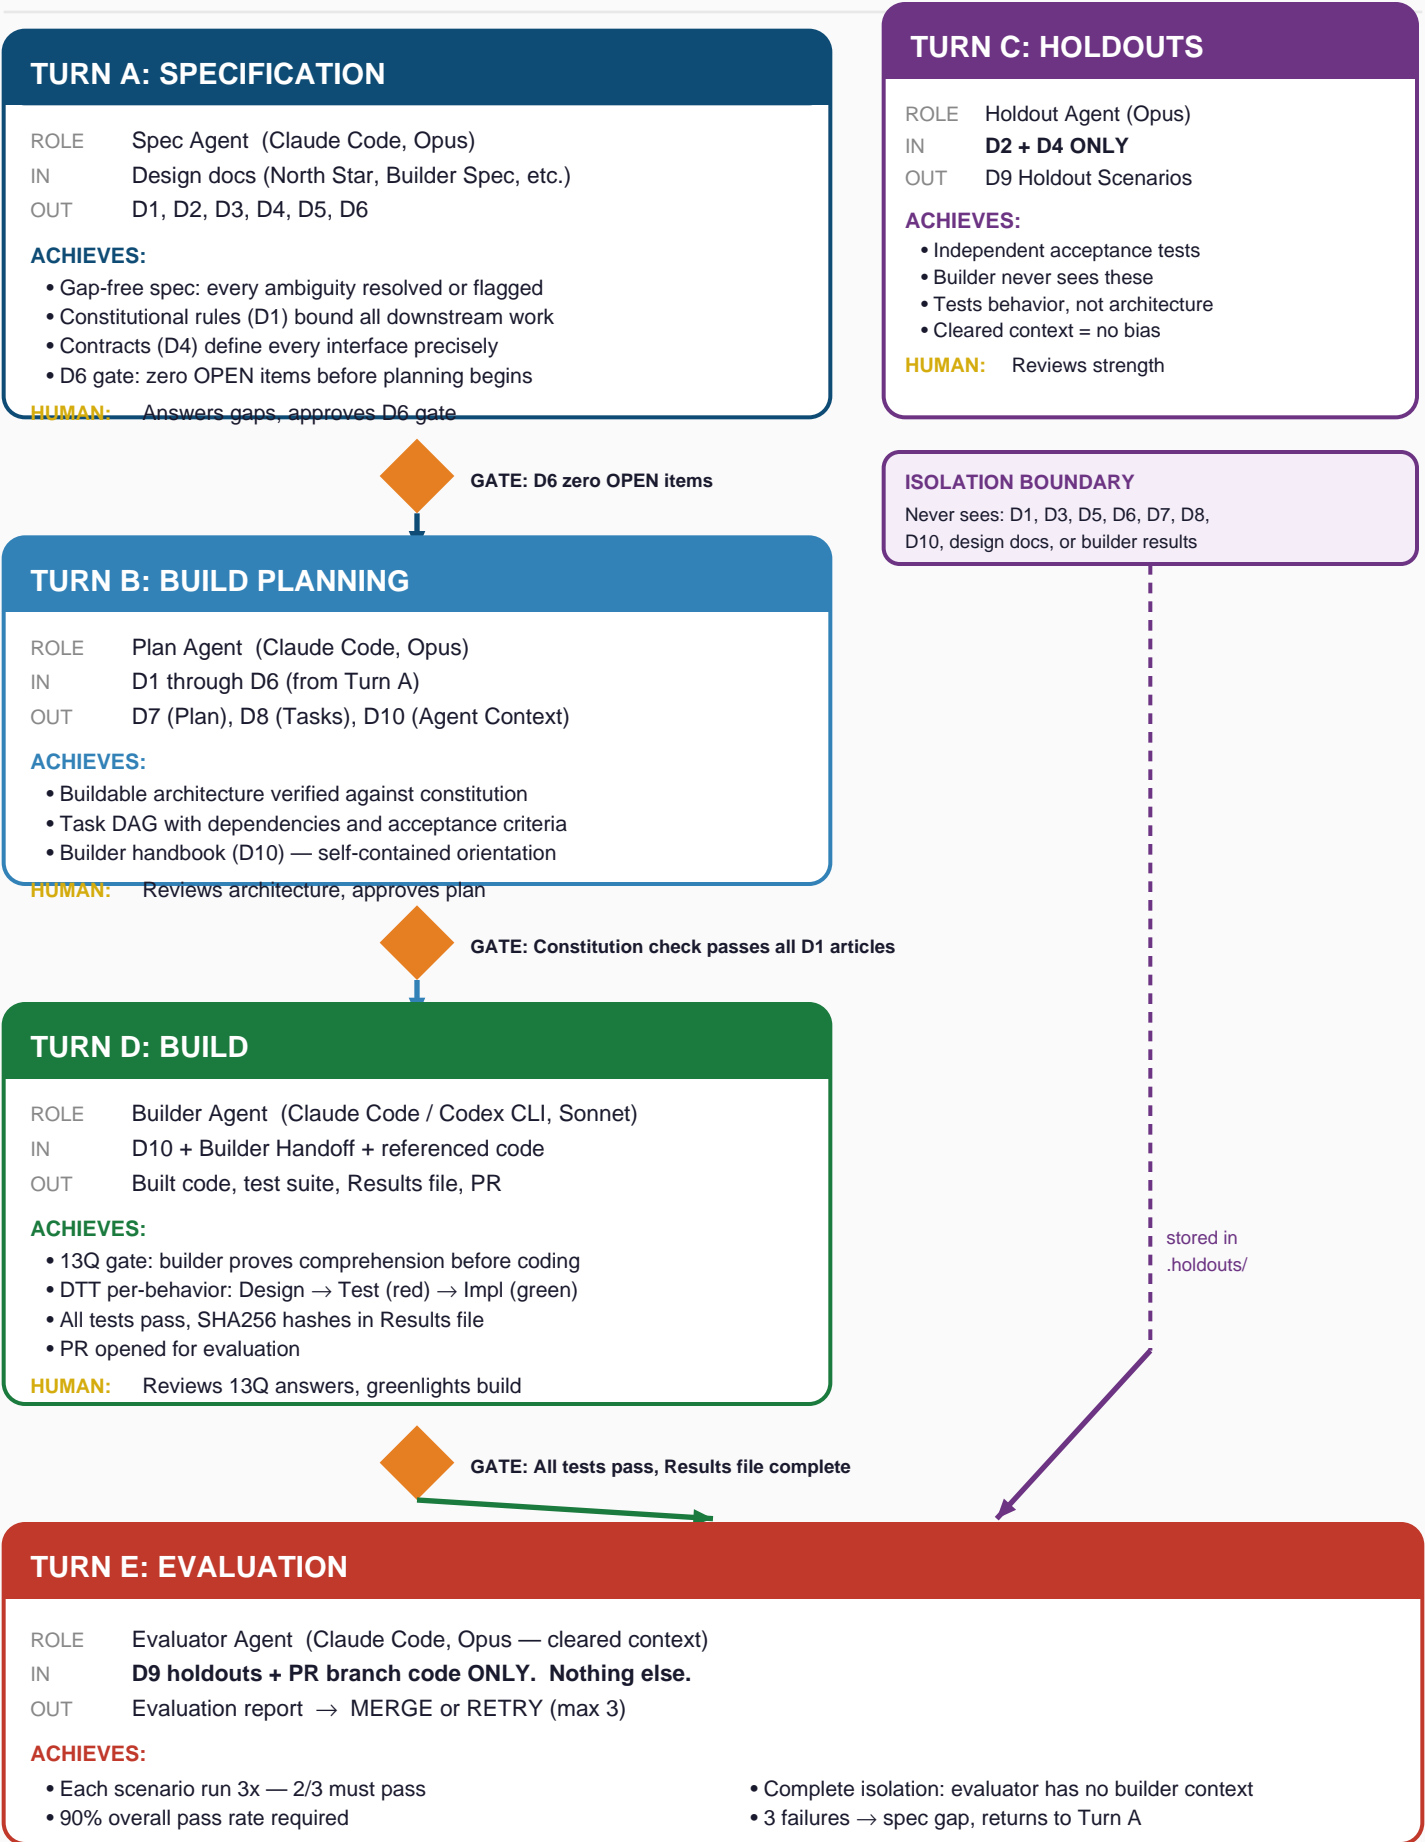 TURN A: SPECIFICATION
ROLE Spec Agent (Claude Code, Opus)
IN Design docs (North Star, Builder Spec, etc.)
OUT D1, D2, D3, D4, D5, D6
ACHIEVES:
• Gap-free spec: every ambiguity resolved or flagged
• Constitutional rules (D1) bound all downstream work
• Contracts (D4) define every interface precisely
• D6 gate: zero OPEN items before planning begins
HUMAN: Answers gaps, approves D6 gate
TURN C: HOLDOUTS
ROLE Holdout Agent (Opus)
IN D2 + D4 ONLY
OUT D9 Holdout Scenarios
ACHIEVES:
• Independent acceptance tests
• Builder never sees these
• Tests behavior, not architecture
• Cleared context = no bias
HUMAN: Reviews strength
GATE: D6 zero OPEN items
ISOLATION BOUNDARY
Never sees: D1, D3, D5, D6, D7, D8,
D10, design docs, or builder results
TURN B: BUILD PLANNING
ROLE Plan Agent (Claude Code, Opus)
IN D1 through D6 (from Turn A)
OUT D7 (Plan), D8 (Tasks), D10 (Agent Context)
ACHIEVES:
• Buildable architecture verified against constitution
• Task DAG with dependencies and acceptance criteria
• Builder handbook (D10) — self-contained orientation
HUMAN: Reviews architecture, approves plan
GATE: Constitution check passes all D1 articles
TURN D: BUILD
ROLE Builder Agent (Claude Code / Codex CLI, Sonnet)
IN D10 + Builder Handoff + referenced code
OUT Built code, test suite, Results file, PR
ACHIEVES:
• 13Q gate: builder proves comprehension before coding
• DTT per-behavior: Design → Test (red) → Impl (green)
• All tests pass, SHA256 hashes in Results file
• PR opened for evaluation
HUMAN: Reviews 13Q answers, greenlights build
stored in
.holdouts/
GATE: All tests pass, Results file complete
TURN E: EVALUATION
ROLE Evaluator Agent (Claude Code, Opus — cleared context)
IN D9 holdouts + PR branch code ONLY. Nothing else.
OUT Evaluation report → MERGE or RETRY (max 3)
ACHIEVES:
• Each scenario run 3x — 2/3 must pass
• 90% overall pass rate required
• Complete isolation: evaluator has no builder context
• 3 failures → spec gap, returns to Turn A